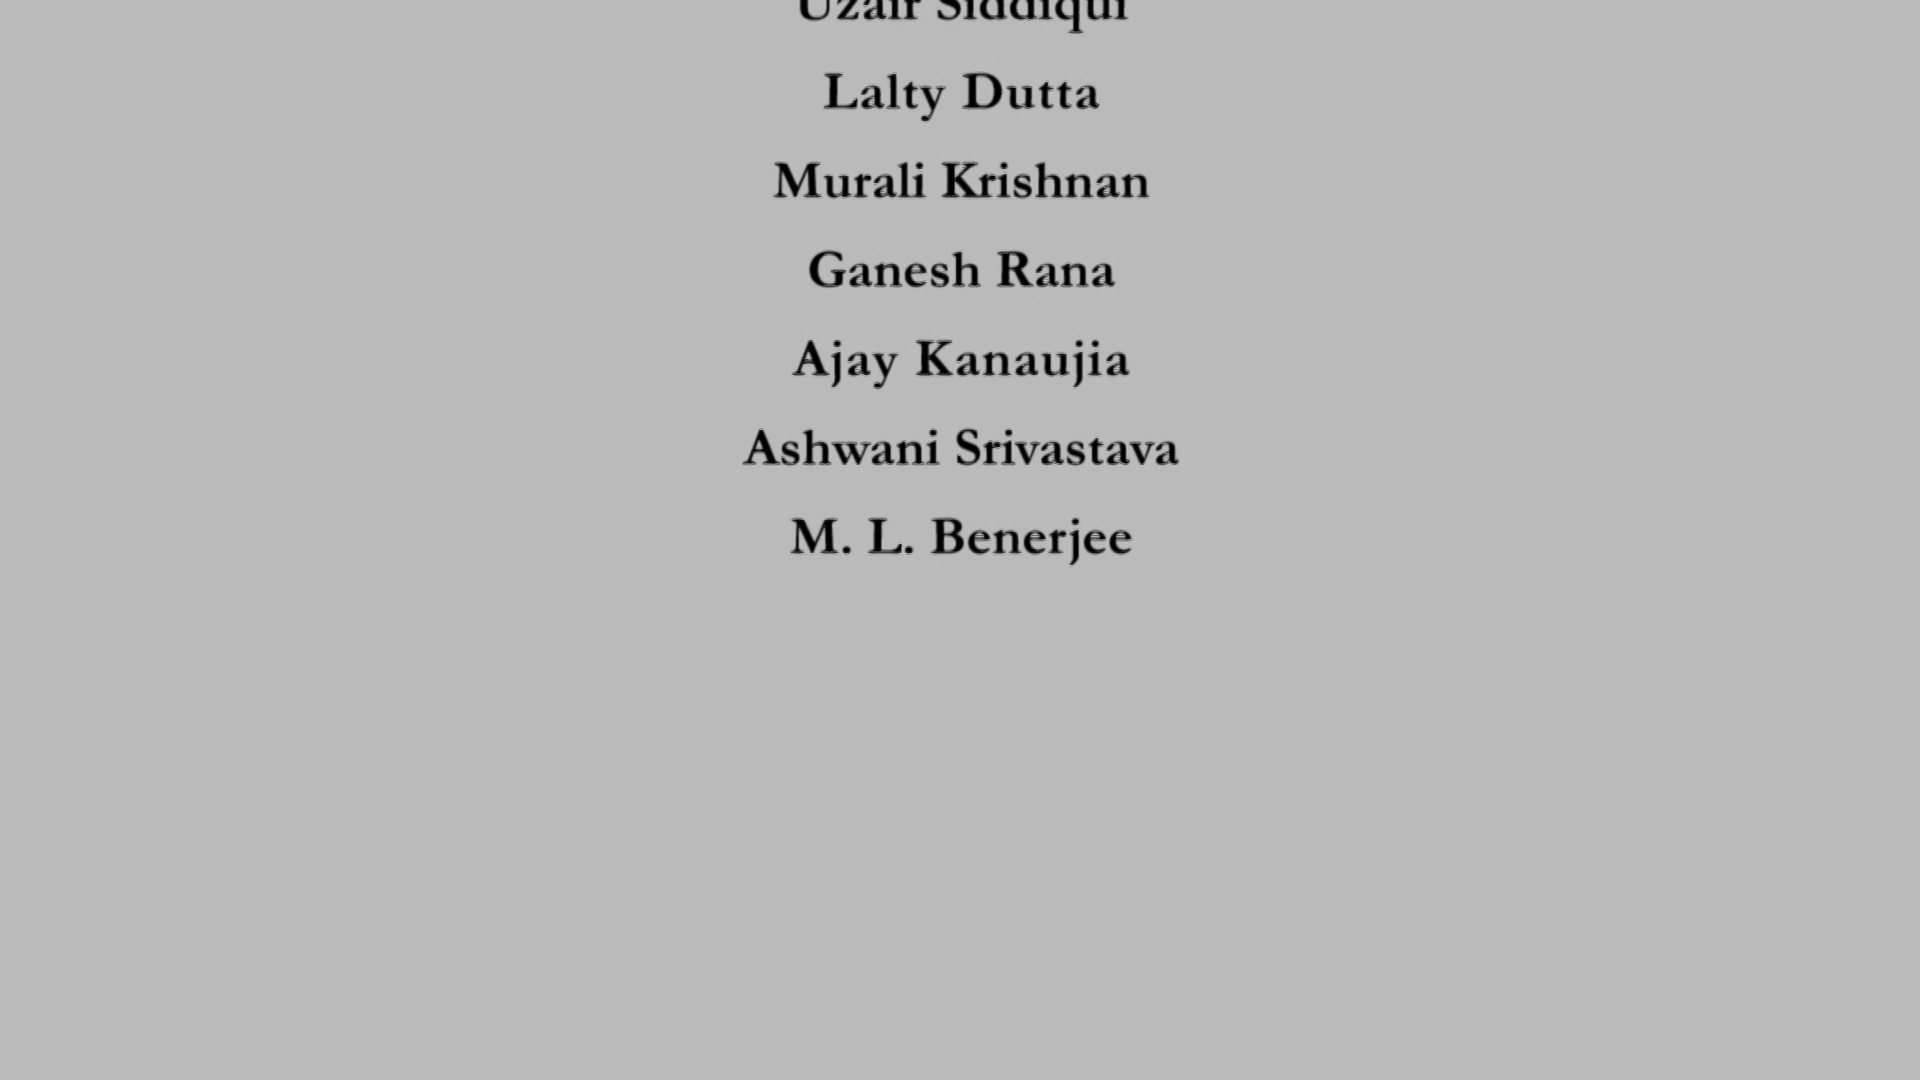 Uzair Siddiqui
Lalty Dutta
Murali Krishnan
Ganesh Rana
Ajay Kanaujia
Ashwani Srivastava
M. L. Benerjee